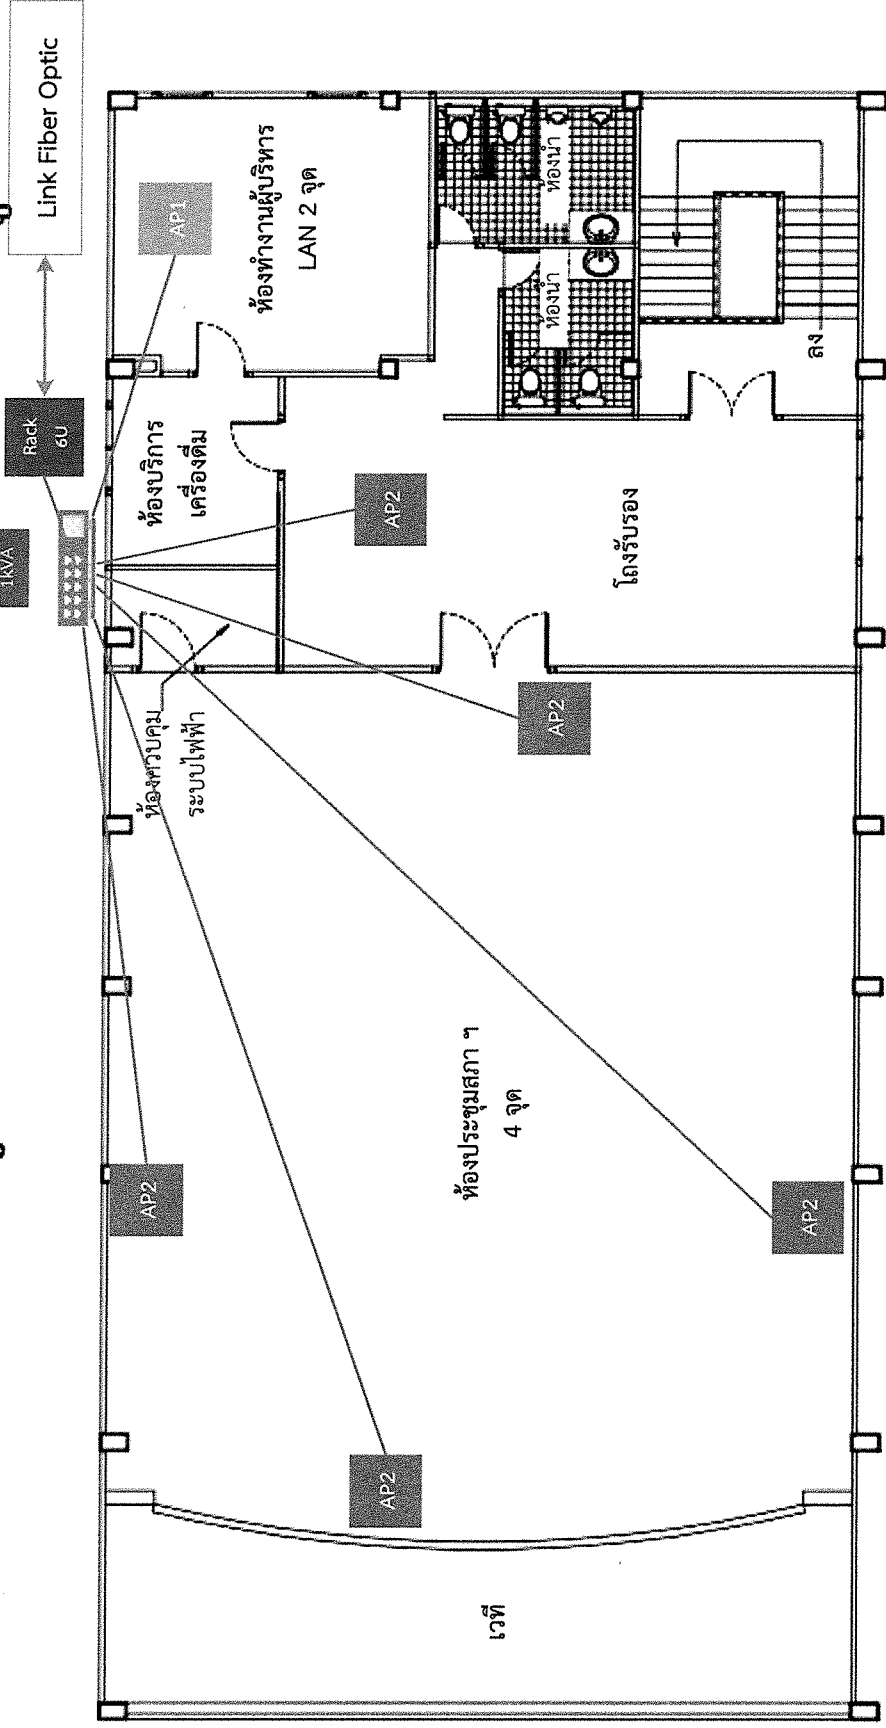 Link Fiber Optic
Rack
6U
1kVA
AP1
ห้องทำงานผู้บริหาร
LAN 2 จุด
ห้องน้ำ
ห้องน้ำ
ลง
ห้องบริการ
เครื่องดื่ม
AP2
โถงรับรอง
ห้องควบคุม
ระบบไฟฟ้า
AP2
ห้องประชุมสภา ฯ
4 จุด
AP2
AP2
AP2
เวที